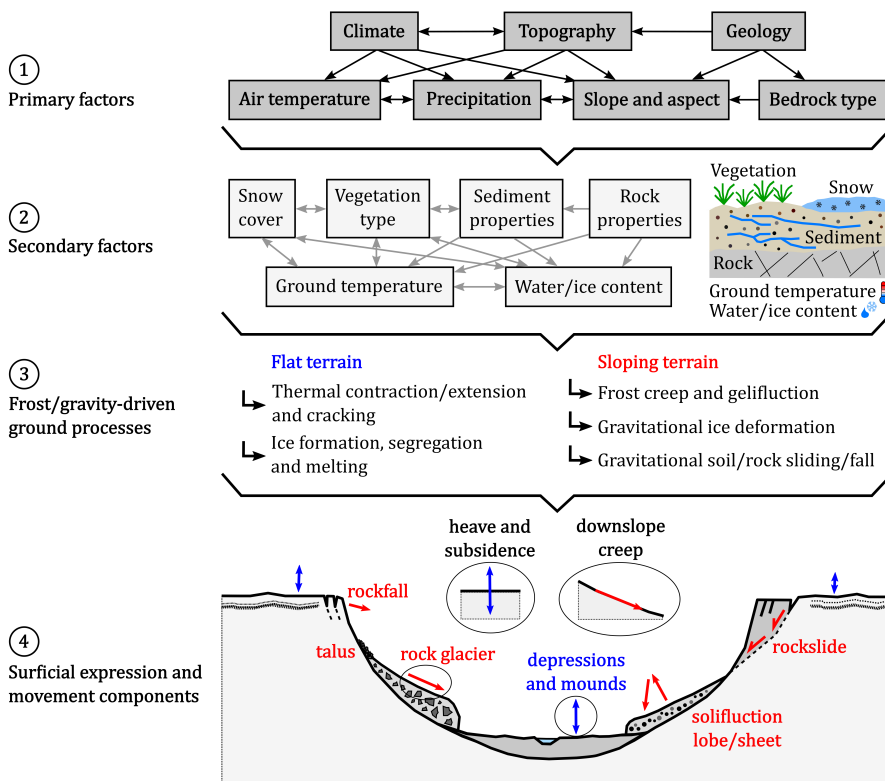 Climate
Topography
Geology
1
Primary factors
Air temperature
Precipitation
Slope and aspect
Bedrock type
2
Secondary factors
Snow
cover
Vegetation
type
Sediment
properties
Rock
properties
Ground temperature
Water/ice content
Vegetation
Snow
Sediment
Rock
Ground temperature
Water/ice content
3
Frost/gravity-driven
ground processes
Flat terrain
Thermal contraction/extension
and cracking
Ice formation, segregation
and melting
Sloping terrain
Frost creep and gelifluction
Gravitational ice deformation
Gravitational soil/rock sliding/fall
4
Surficial expression and
movement components
heave and
subsidence
downslope
creep
rockfall
talus
rock glacier
depressions
and mounds
rockslide
solifluction
lobe/sheet